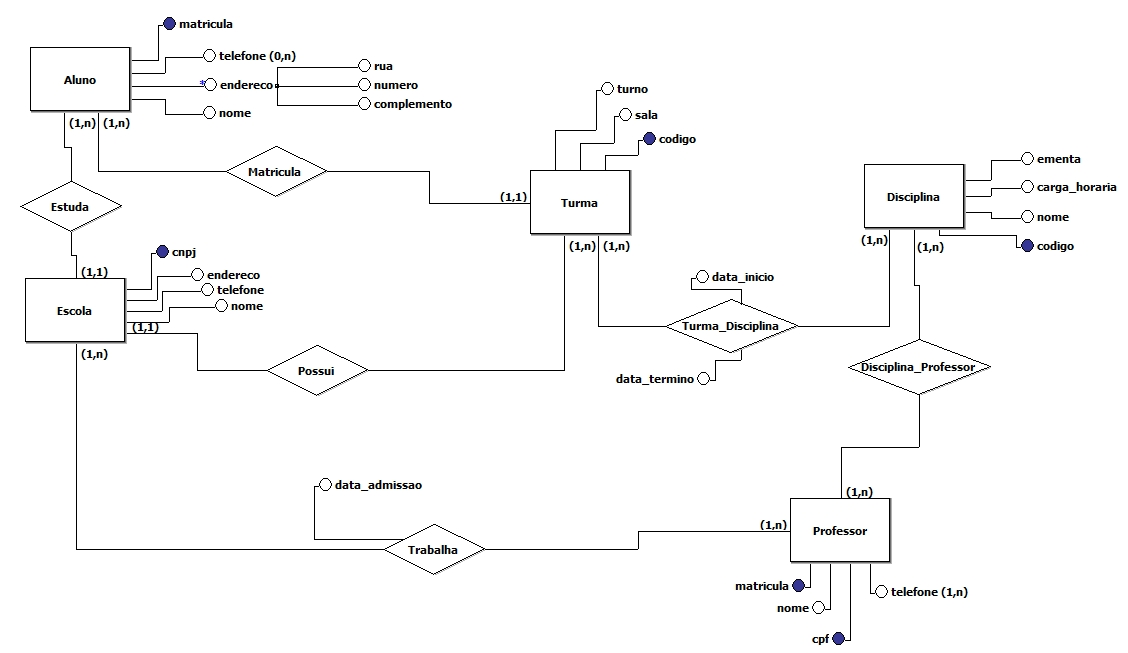 matricula
telefone (0,n)
Aluno
* endereco
rua
numero
complemento
nome
(1,n) (1,n)
turno
sala
codigo
Matricula
(1,1)
Turma
(1,n) (1,n)
Disciplina
ementa
carga_horaria
nome
codigo
(1,n)
(1,n)
Estuda
(1,1)
cnpj
endereco
telefone
nome
Escola
(1,1)
(1,n)
Possui
data_inicio
Turma_Disciplina
data_termino
Disciplina_Professor
data_admissao
Trabalha
(1,n)
(1,n)
Professor
matricula
nome
cpf
telefone (1,n)